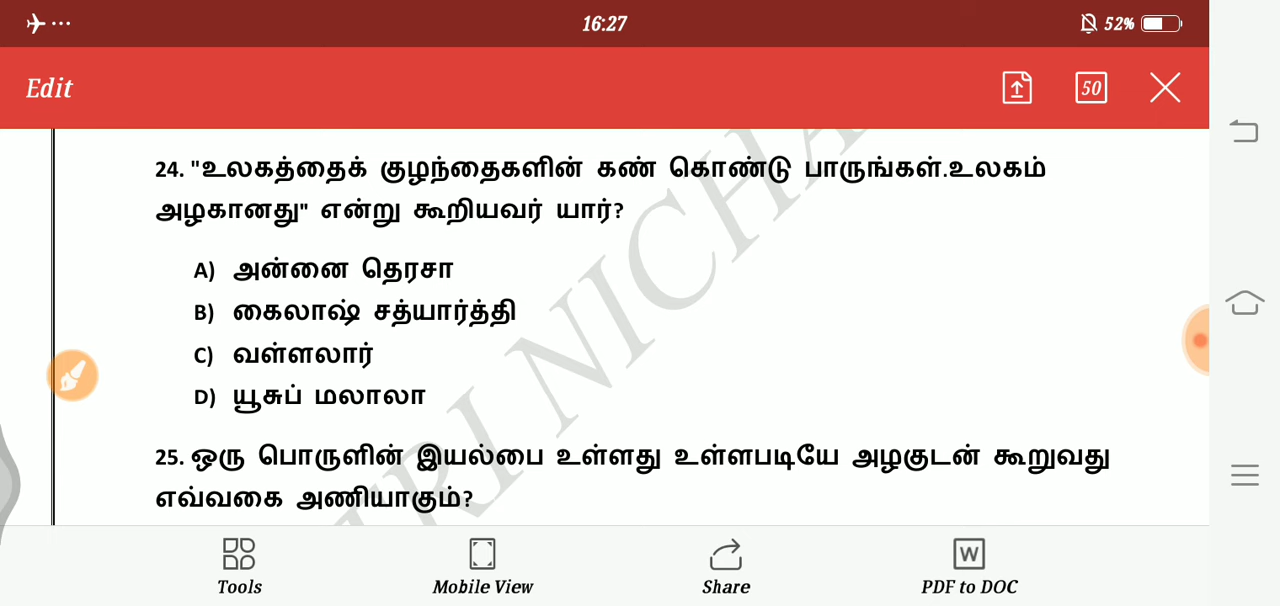 16:27
52%
Edit
50
24. "உலகத்தைக் குழந்தைகளின் கண் கொண்டு பாருங்கள்.உலகம்
அழகானது" என்று கூறியவர் யார்?
A) அன்னை தெரசா
B) கைலாஷ் சத்யார்த்தி
C) வள்ளலார்
D) யூசுப் மலாலா
25. ஒரு பொருளின் இயல்பை உள்ளது உள்ளபடியே அழகுடன் கூறுவது
எவ்வகை அணியாகும்?
Tools
Mobile View
Share
W
PDF to DOC